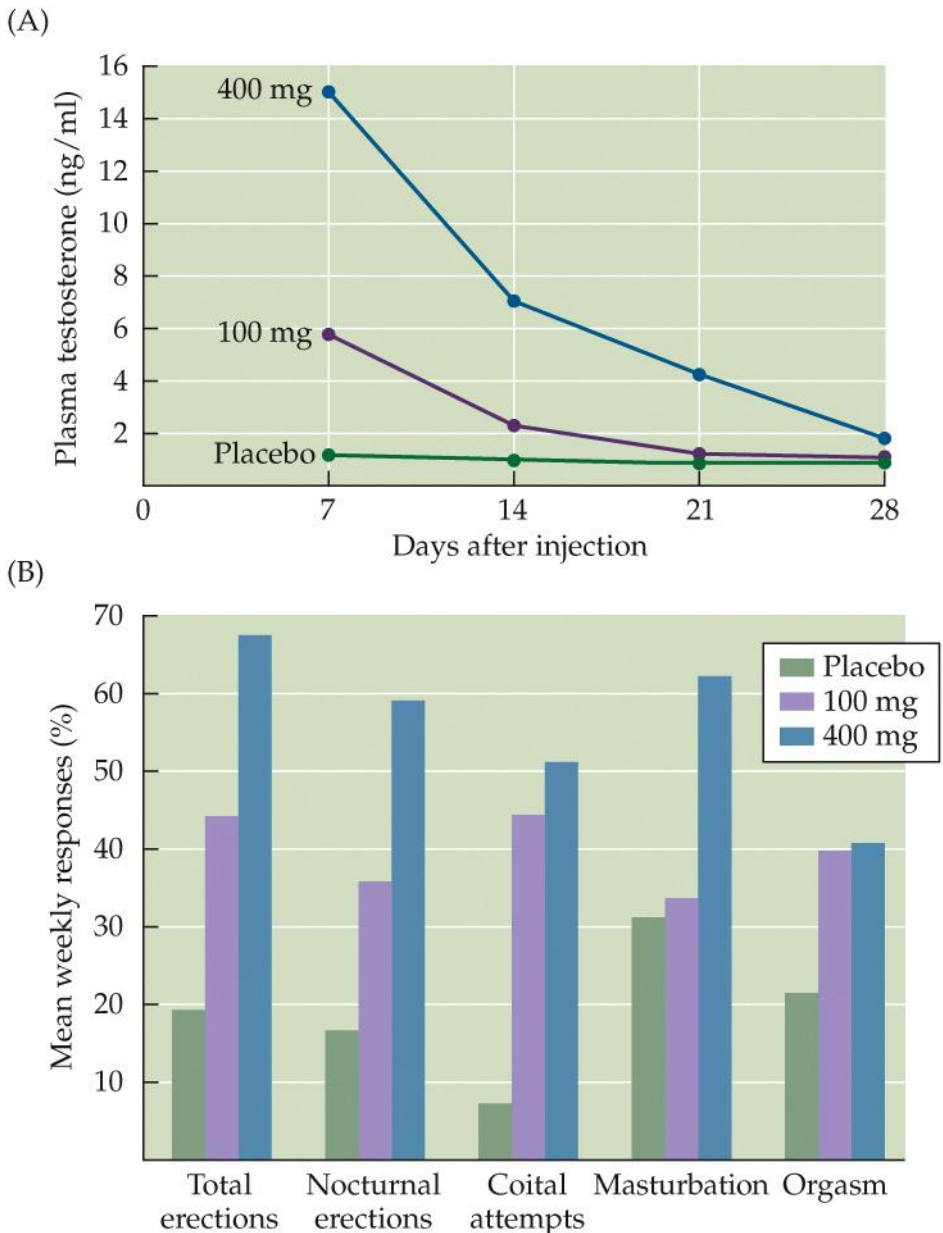 (A)
16
14
12
10
8
6
4
2
Plasma testosterone (ng/ml)
400 mg
100 mg
Placebo
0 7 14 21 28
Days after injection
(B)
70
60
50
40
30
20
10
Mean weekly responses (%)
Placebo
100 mg
400 mg
Total
erections
Nocturnal
erections
Coital
attempts
Masturbation
Orgasm